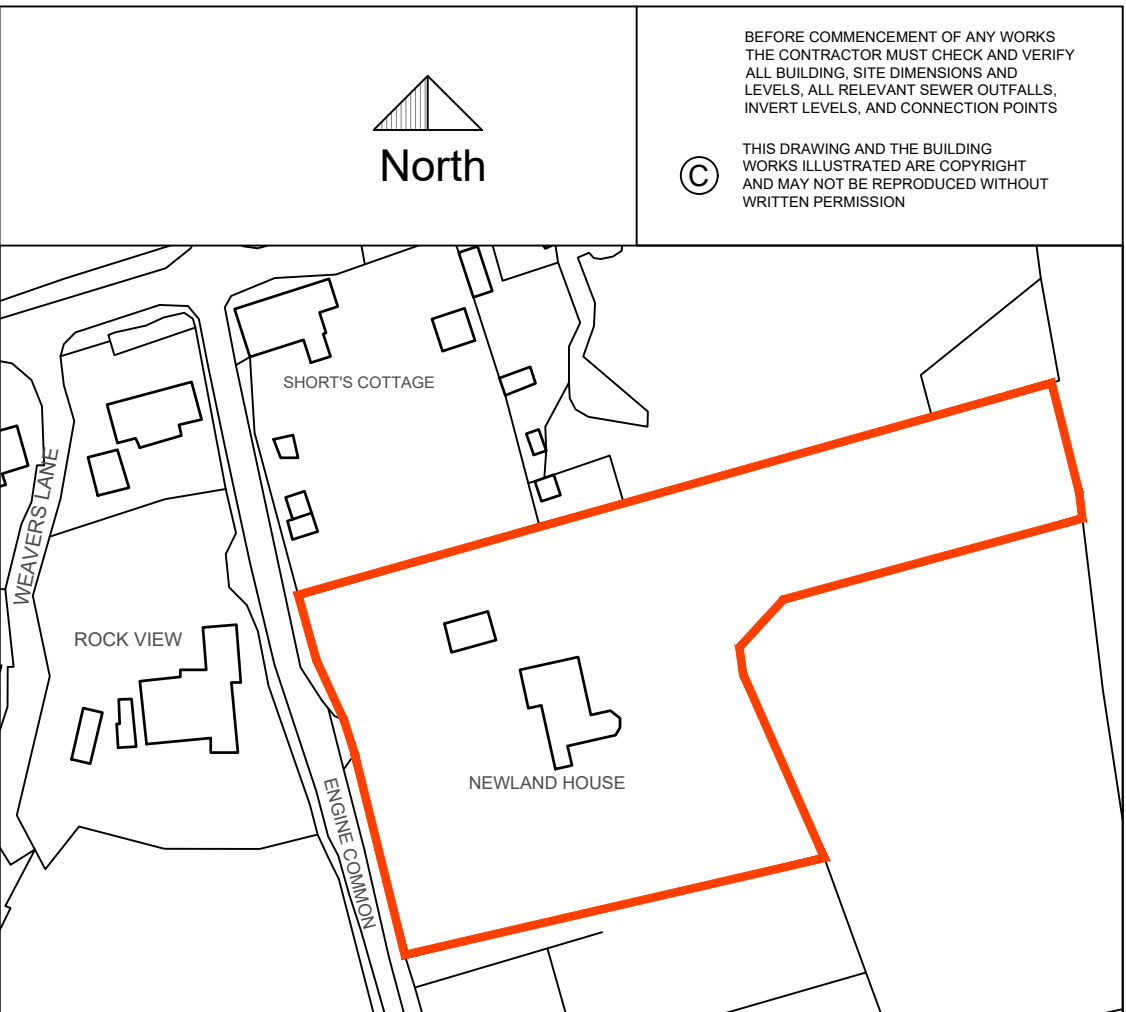 North
BEFORE COMMENCEMENT OF ANY WORKS
THE CONTRACTOR MUST CHECK AND VERIFY
ALL BUILDING, SITE DIMENSIONS AND
LEVELS, ALL RELEVANT SEWER OUTFALLS,
INVERT LEVELS, AND CONNECTION POINTS
©
THIS DRAWING AND THE BUILDING
WORKS ILLUSTRATED ARE COPYRIGHT
AND MAY NOT BE REPRODUCED WITHOUT
WRITTEN PERMISSION
SHORT'S COTTAGE
WEAVERS LANE
ROCK VIEW
NEWLAND HOUSE
ENGINE COMMON